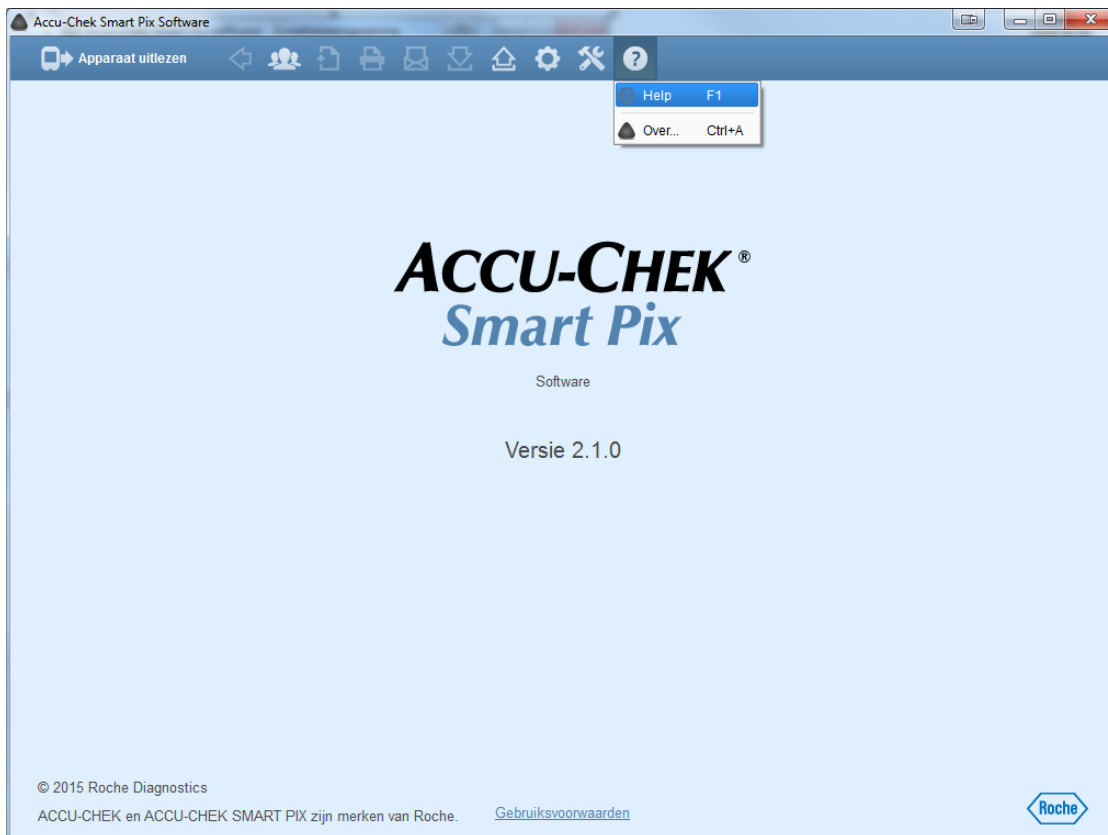 Accu-Chek Smart Pix Software
Apparaat uitlezen
?
Help F1
Over... Ctrl+A
ACCU-CHEK®
Smart Pix
Software
Versie 2.1.0
© 2015 Roche Diagnostics
ACCU-CHEK en ACCU-CHEK SMART PIX zijn merken van Roche. Gebruiksvoorwaarden
Roche